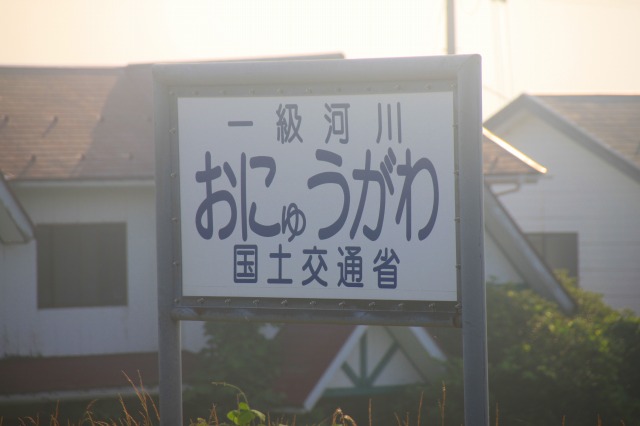 一級河川
おにゅうがわ
国土交通省